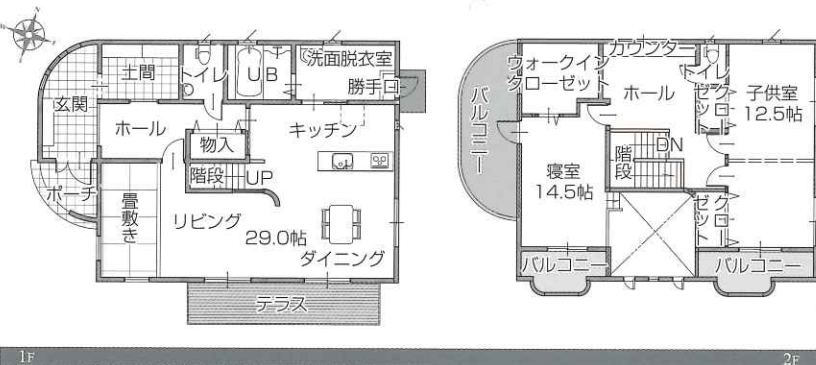 N
W
E
S
土間
トイレ
UB
洗面脱衣室
勝手口
玄関
ホール
物入
キッチン
ポーチ
畳敷き
階段
UP
リビング
29.0帖
ダイニング
テラス
バルコニー
ウォークイン
クローゼット
カウンター
トイレ
ホール
クロ
ゼット
子供室
12.5帖
階段
DN
寝室
14.5帖
クロ
ゼット
バルコニー
バルコニー
1F
2F